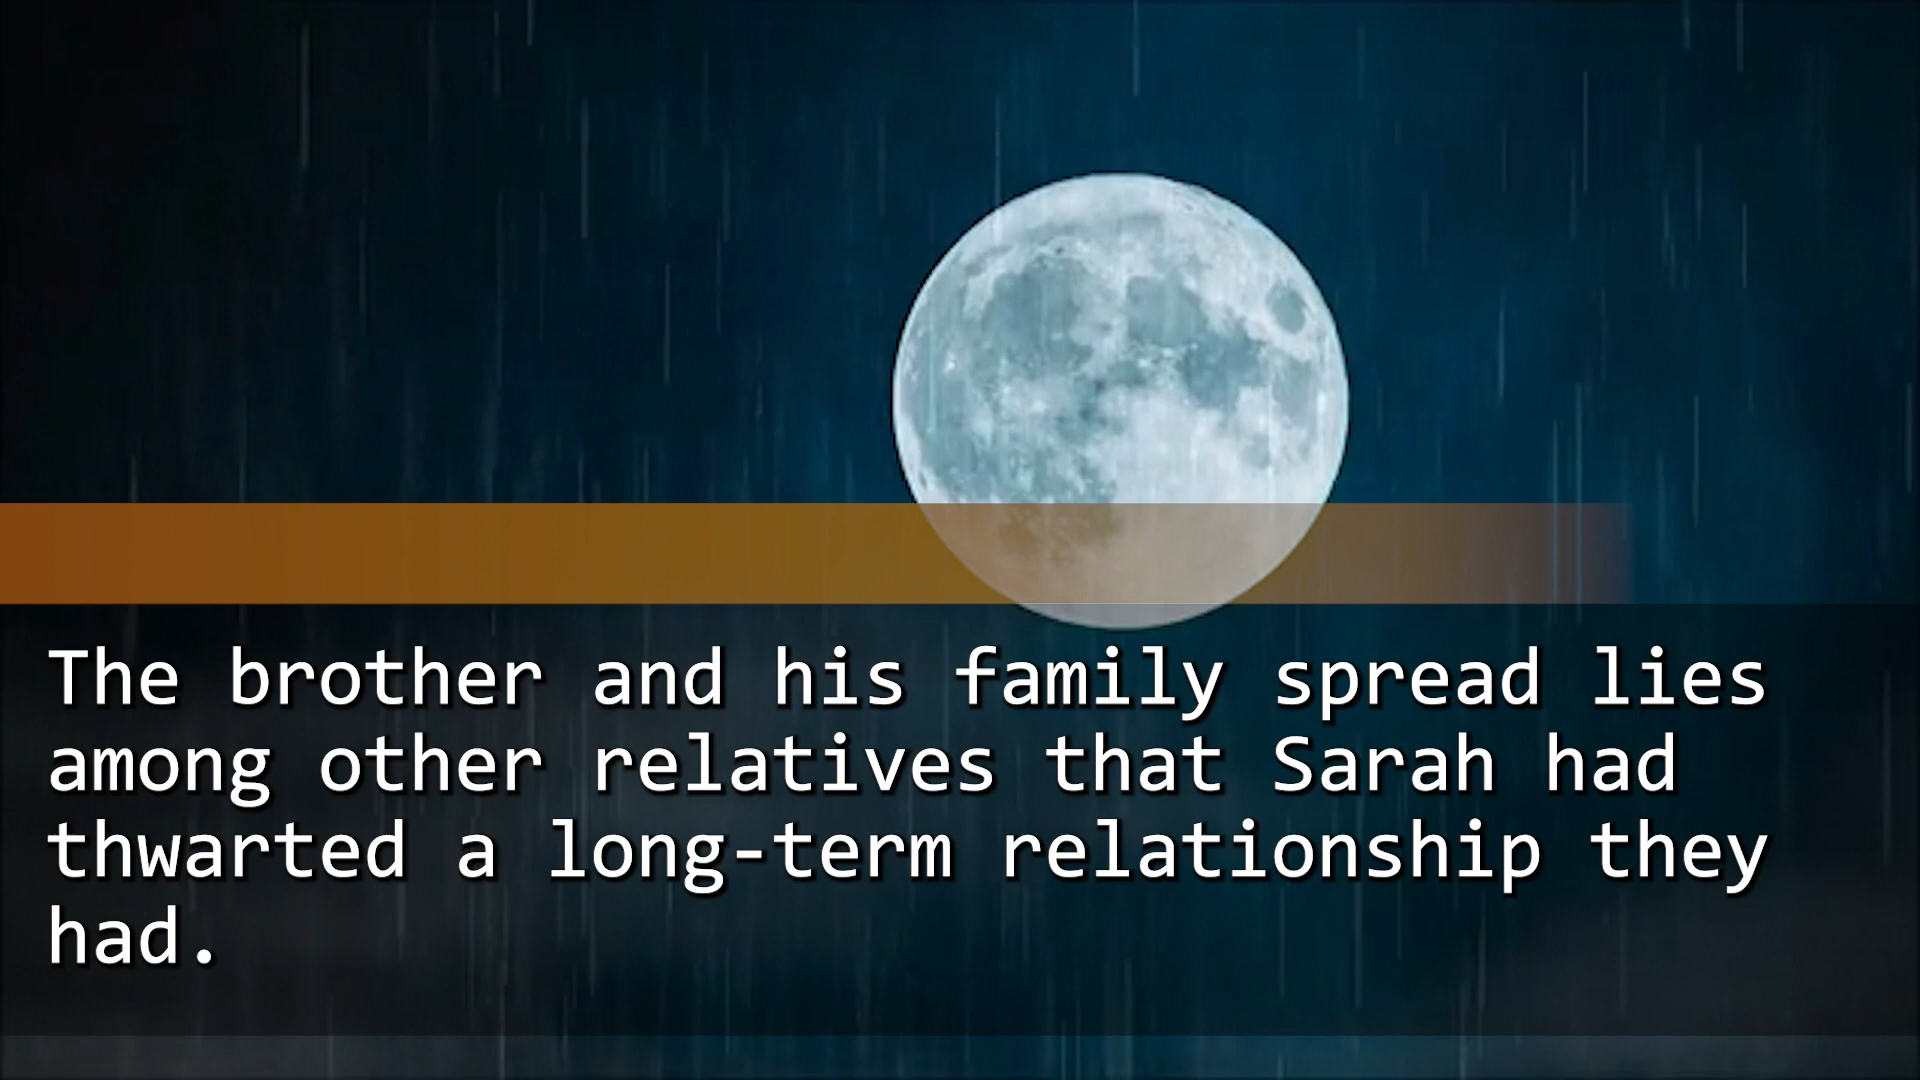 The brother and his family spread lies
among other relatives that Sarah had
thwarted a long-term relationship they
had.